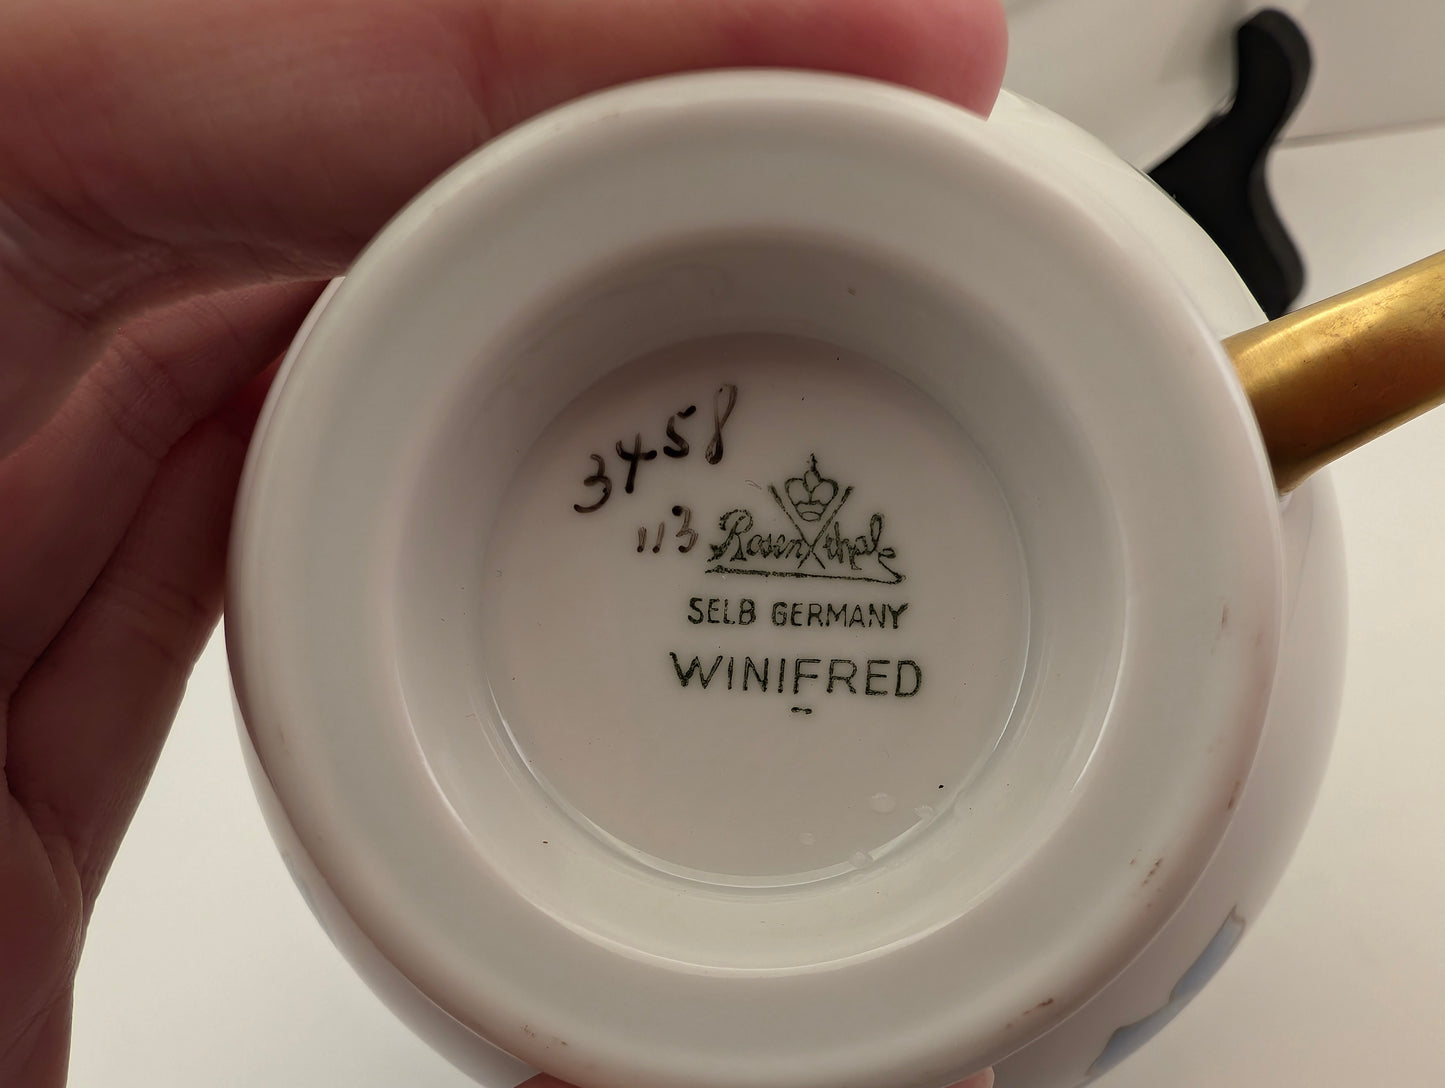 3458
113
Rosenthal
SELB GERMANY
WINIFRED